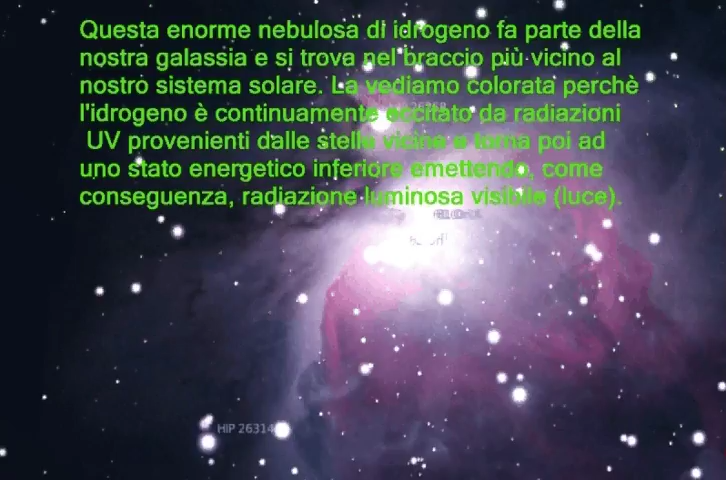 Questa enorme nebulosa di idrogeno fa parte della
nostra galassia e si trova nel braccio più vicino al
nostro sistema solare. La vediamo colorata perchè
l'idrogeno è continuamente eccitato da radiazioni
UV provenienti dalle stelle vicine e torna poi ad
uno stato energetico inferiore emettendo, come
conseguenza, radiazione luminosa visibile (luce).
HIP 26314